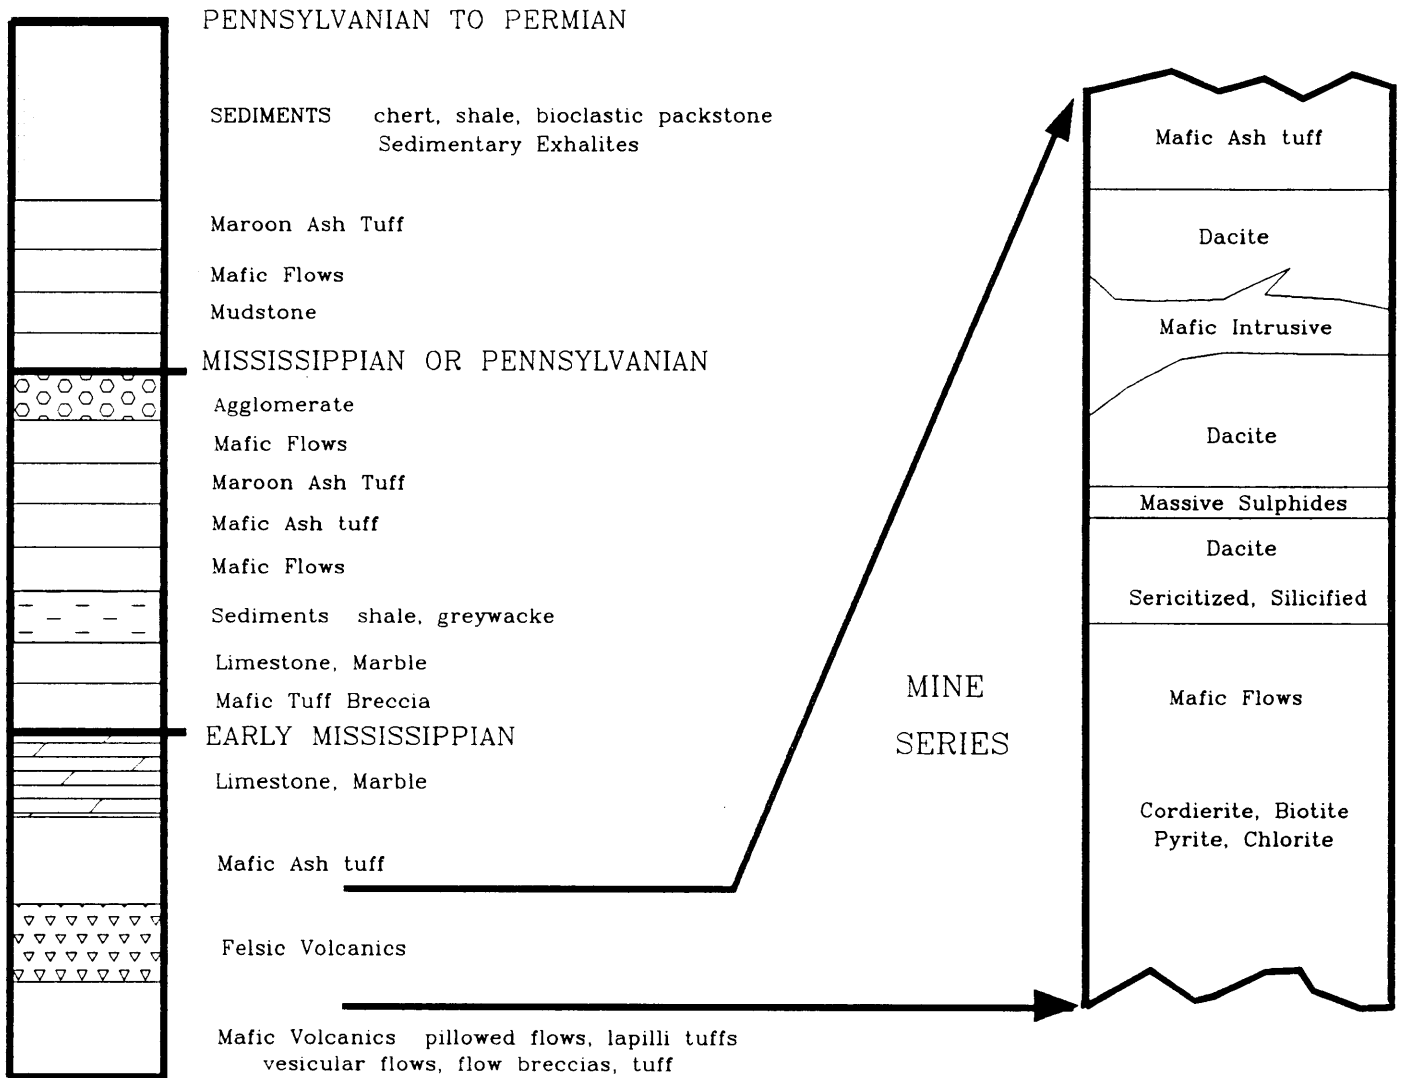 PENNSYLVANIAN TO PERMIAN
SEDIMENTS chert, shale, bioclastic packstone
Sedimentary Exhalites
Maroon Ash Tuff
Mafic Flows
Mudstone
MISSISSIPPIAN OR PENNSYLVANIAN
Agglomerate
Mafic Flows
Maroon Ash Tuff
Mafic Ash tuff
Mafic Flows
Sediments shale, greywacke
Limestone, Marble
Mafic Tuff Breccia
EARLY MISSISSIPPIAN
Limestone, Marble
Mafic Ash tuff
Felsic Volcanics
Mafic Volcanics pillowed flows, lapilli tuffs
vesicular flows, flow breccias, tuff
MINE
SERIES
Mafic Ash tuff
Dacite
Mafic Intrusive
Dacite
Massive Sulphides
Dacite
Sericitized, Silicified
Mafic Flows
Cordierite, Biotite
Pyrite, Chlorite